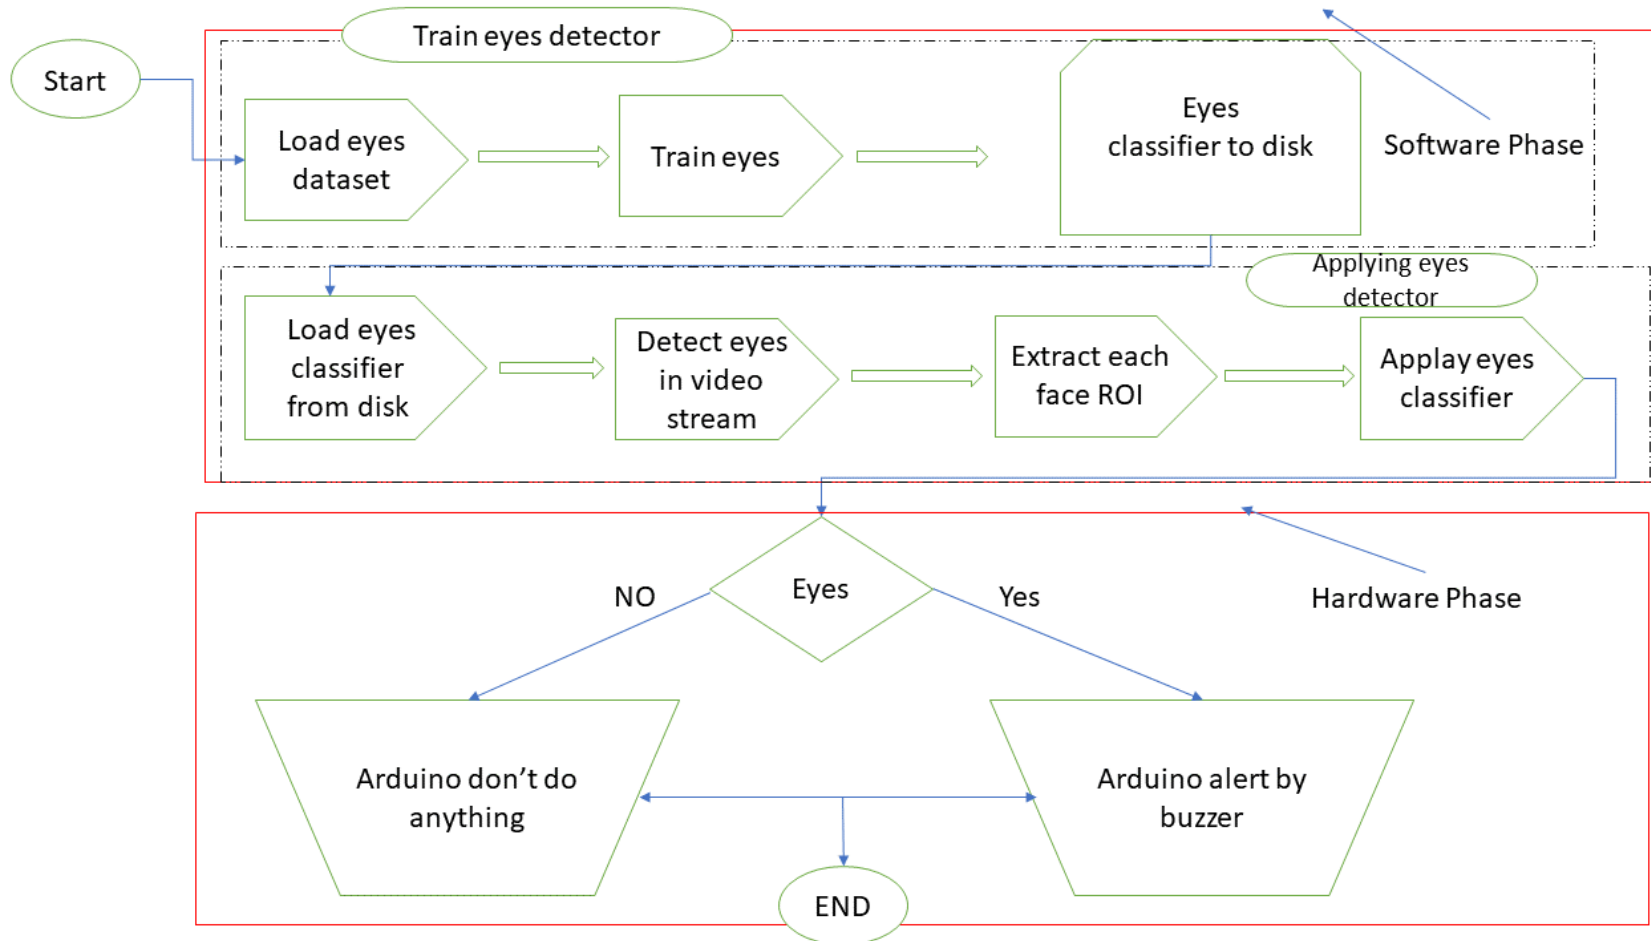 Train eyes detector
Start
Load eyes
dataset
Train eyes
Eyes
classifier to disk
Software Phase
Applying eyes
detector
Load eyes
classifier
from disk
Detect eyes
in video
stream
Extract each
face ROI
Applay eyes
classifier
Eyes
NO
Yes
Hardware Phase
Arduino don’t do
anything
Arduino alert by
buzzer
END